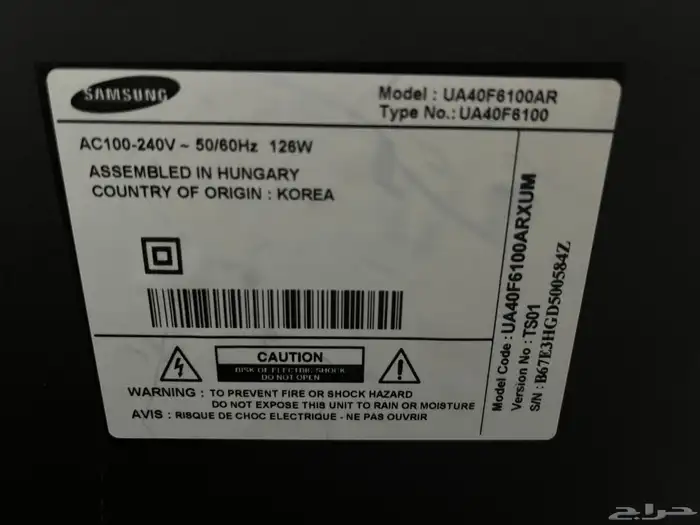 SAMSUNG
Model : UA40F6100AR
Type No.: UA40F6100
AC100-240V ~ 50/60Hz 126W
ASSEMBLED IN HUNGARY
COUNTRY OF ORIGIN : KOREA
CAUTION
RISK OF ELECTRIC SHOCK
DO NOT OPEN
WARNING : TO PREVENT FIRE OR SHOCK HAZARD
DO NOT EXPOSE THIS UNIT TO RAIN OR MOISTURE
AVIS : RISQUE DE CHOC ELECTRIQUE - NE PAS OUVRIR
Model Code : UA40F6100ARXUM
Version No : TS01
S/N : B67E3HGD500584Z
حراج